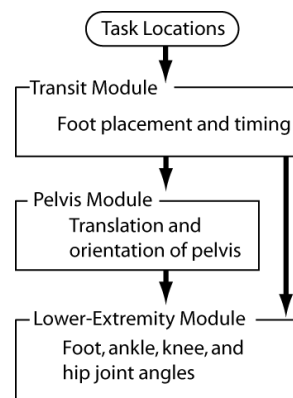 Task Locations
Transit Module
Foot placement and timing
Pelvis Module
Translation and
orientation of pelvis
Lower-Extremity Module
Foot, ankle, knee, and
hip joint angles